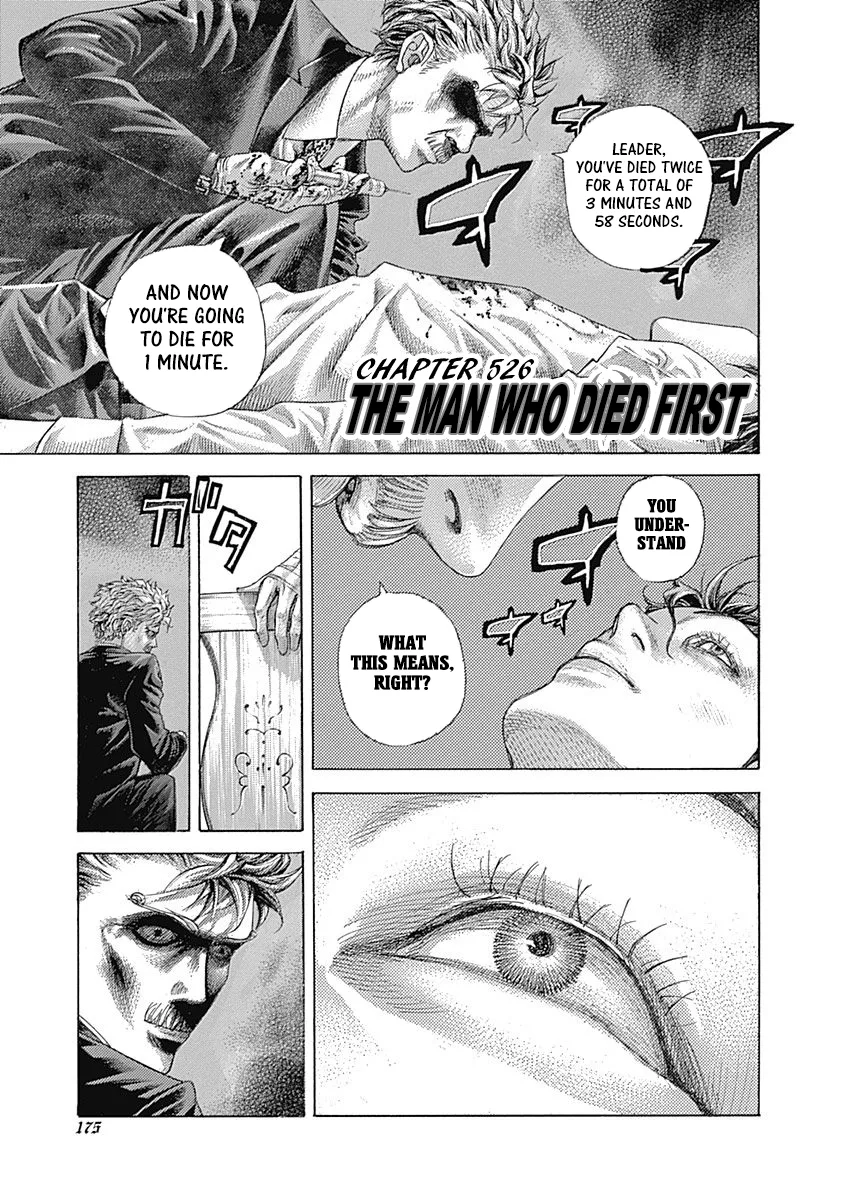 LEADER,
YOU'VE DIED TWICE
FOR A TOTAL OF
3 MINUTES AND
58 SECONDS.
AND NOW
YOU'RE GOING
TO DIE FOR
1 MINUTE.
CHAPTER 526
THE MAN WHO DIED FIRST
YOU
UNDER-
STAND
WHAT
THIS MEANS,
RIGHT?
ガタ
175